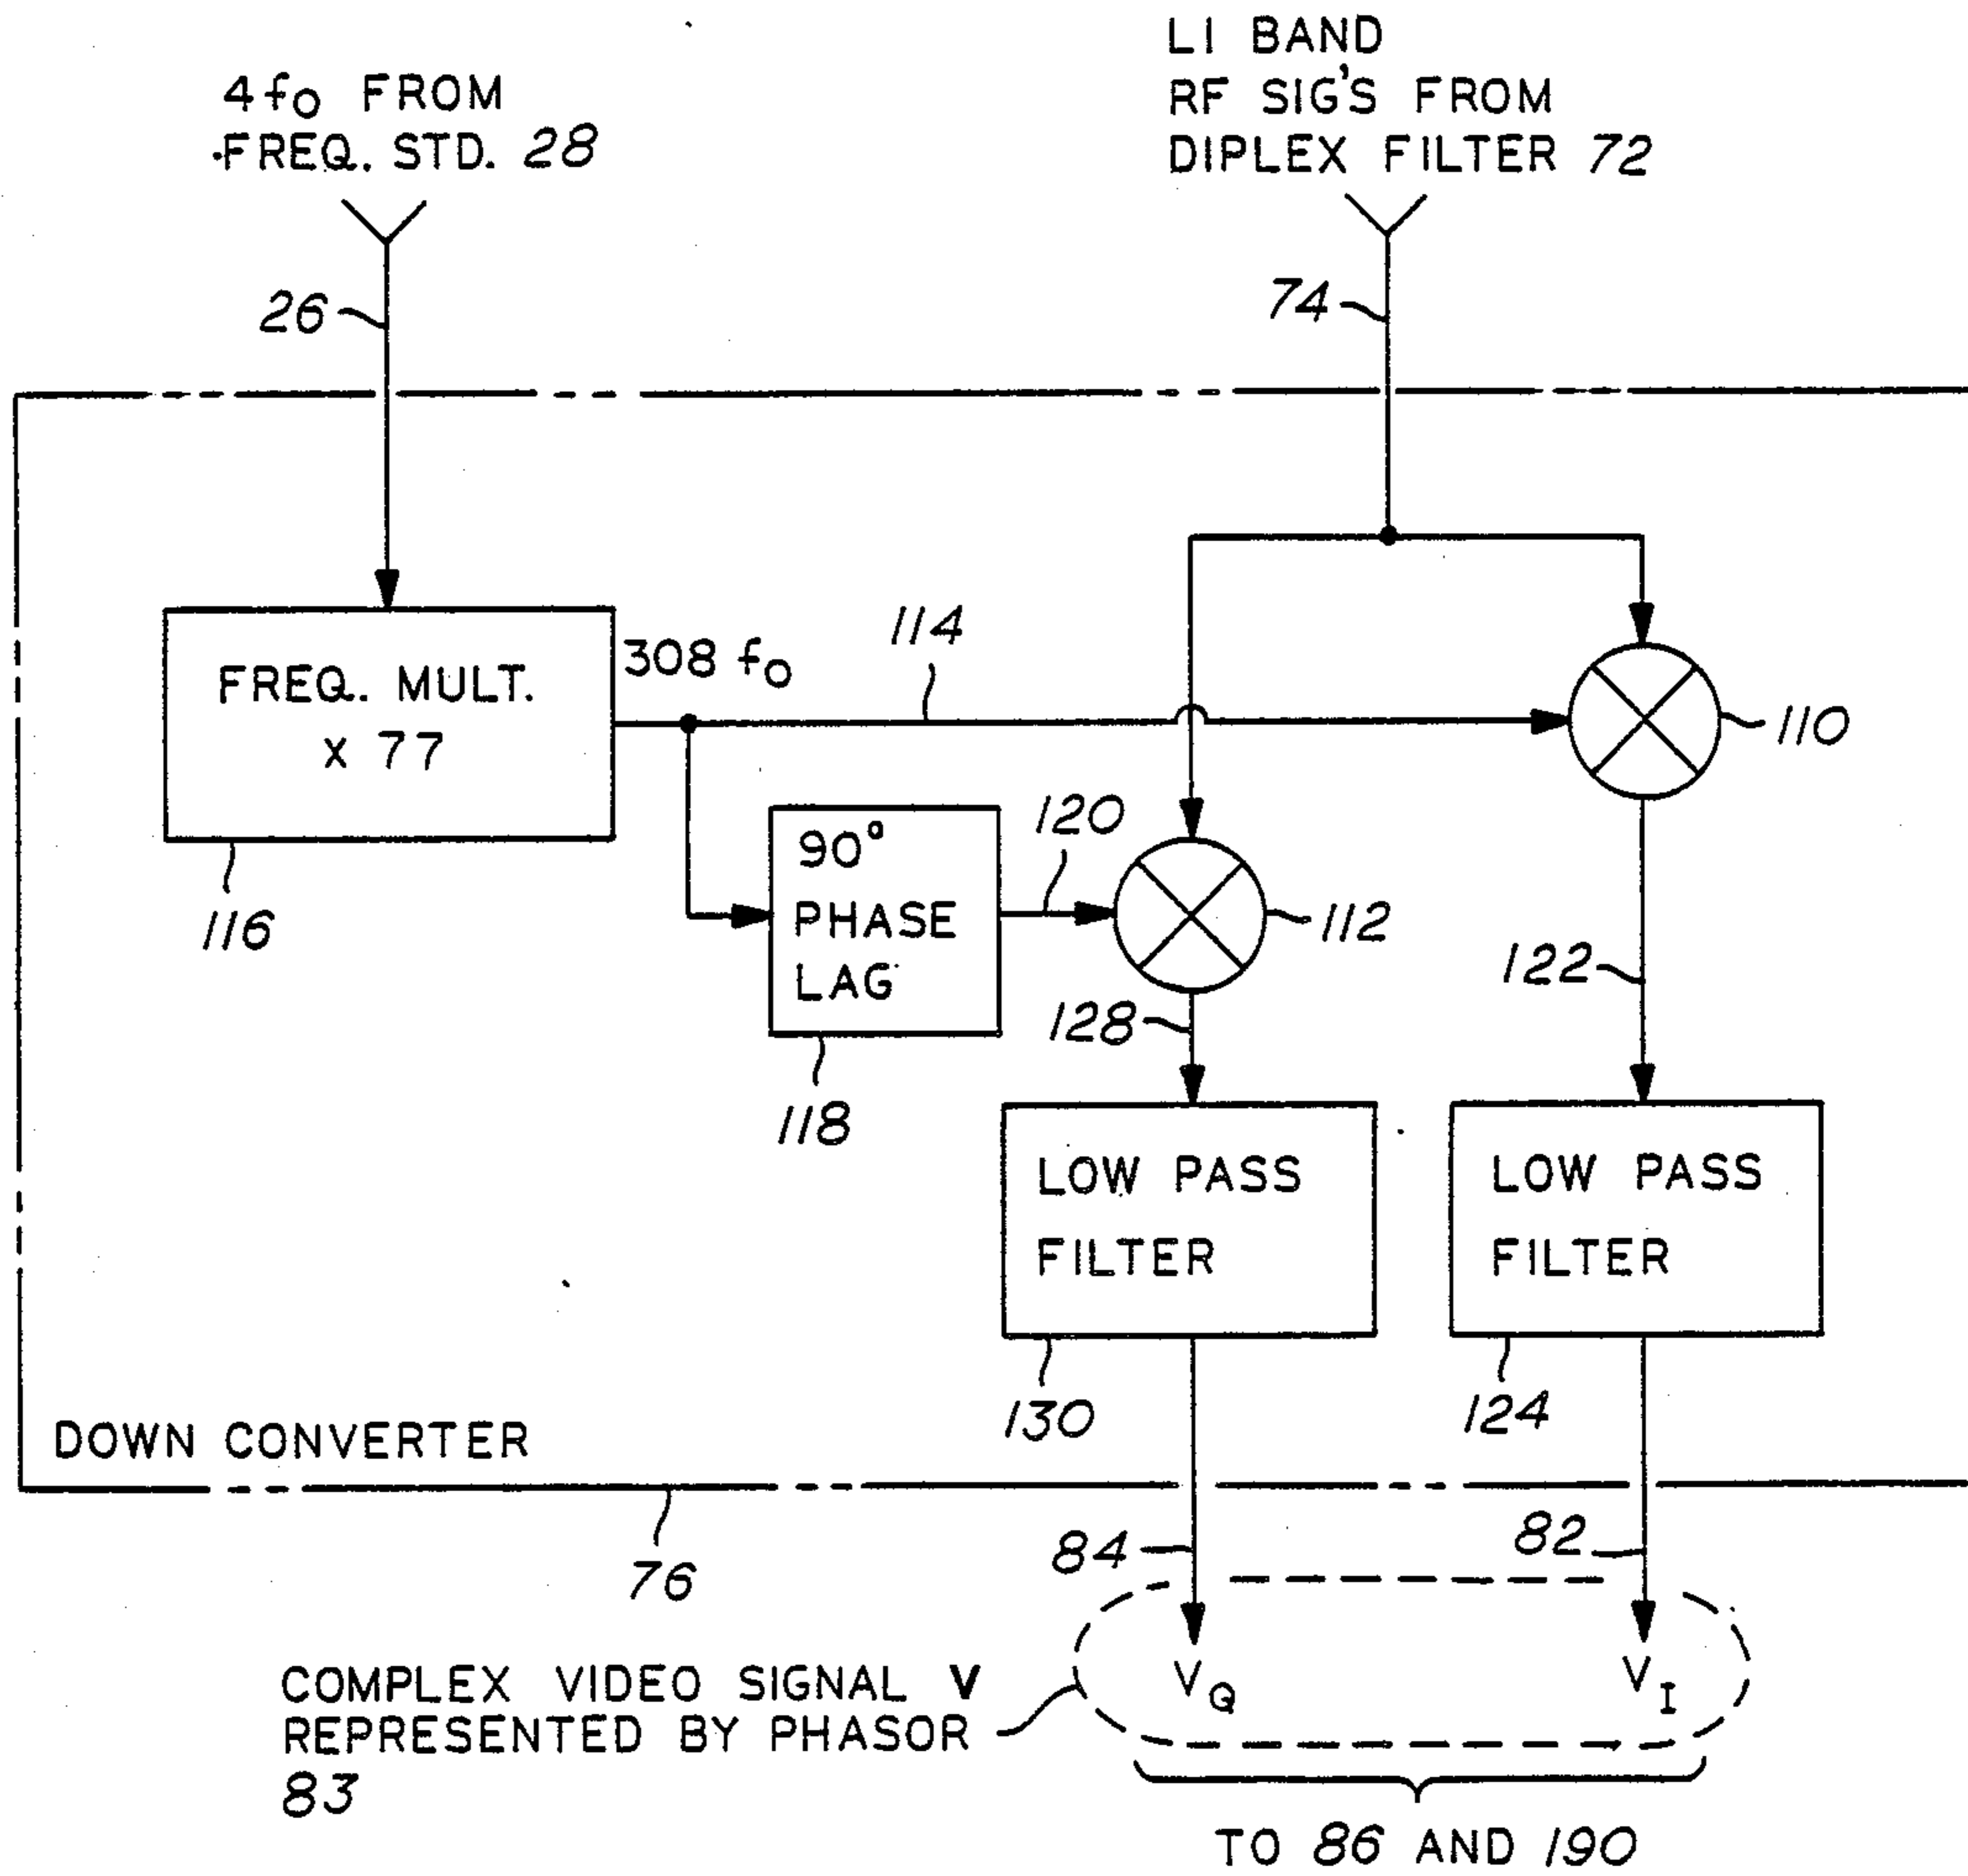 4fo FROM
FREQ. STD. 28
L1 BAND
RF SIG'S FROM
DIPLEX FILTER 72
26
74
FREQ. MULT.
x 77
308 fo
114
110
116
90°
PHASE
LAG
120
112
118
128
122
LOW PASS
FILTER
LOW PASS
FILTER
130
124
DOWN CONVERTER
76
84
82
COMPLEX VIDEO SIGNAL V
REPRESENTED BY PHASOR
83
VQ
VI
TO 86 AND 190